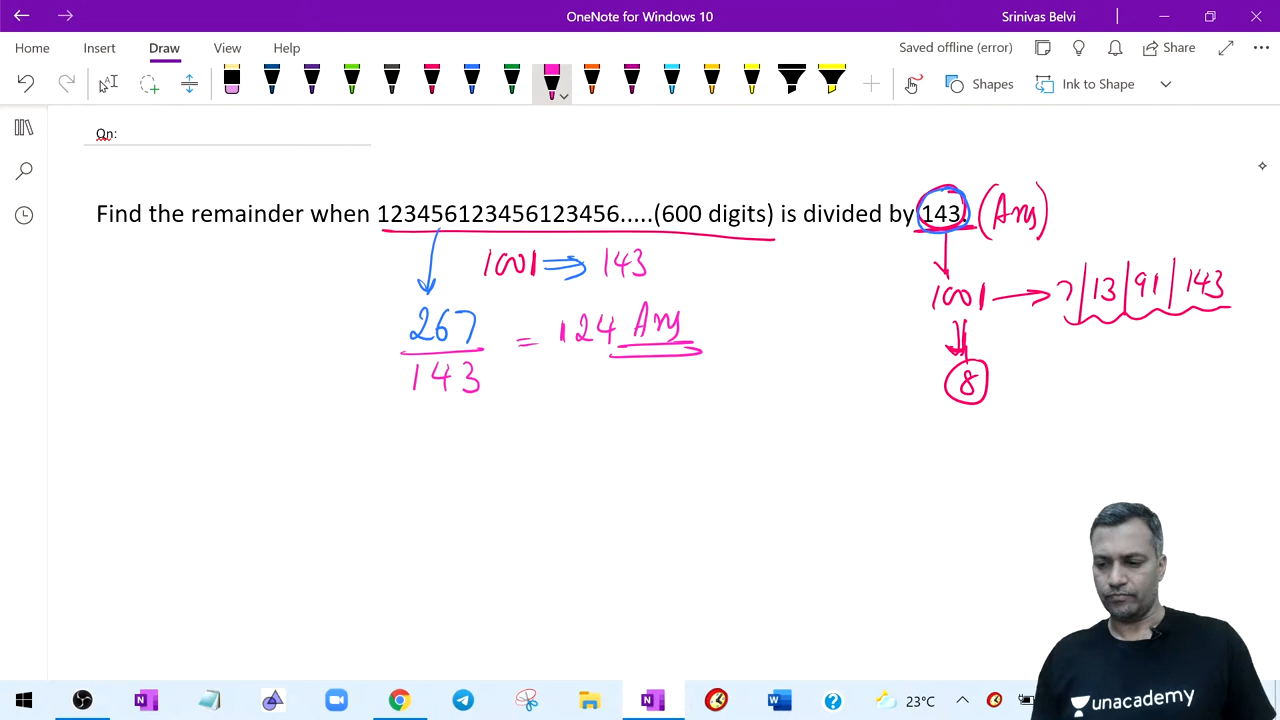 OneNote for Windows 10
Srinivas Belvi
Home Insert Draw View Help
Saved offline (error)
Share
Shapes
Ink to Shape
Qn:
Find the remainder when 123456123456123456.....(600 digits) is divided by 143. (Ans)
1001 ⇒ 143
1001 → 7 | 13 | 91 | 143
267
143
= 124 Ans
8
unacademy
23°C